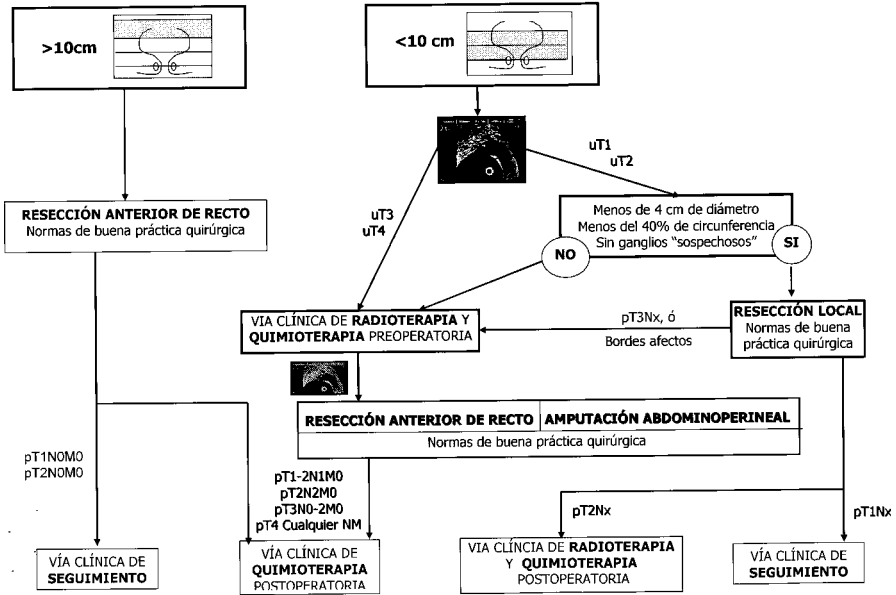 >10cm
<10 cm
uT1
uT2
uT3
uT4
Menos de 4 cm de diámetro
Menos del 40% de circunferencia
Sin ganglios "sospechosos"
NO
SI
RESECCIÓN ANTERIOR DE RECTO
Normas de buena práctica quirúrgica
VIA CLÍNICA DE RADIOTERAPIA Y
QUIMIOTERAPIA PREOPERATORIA
pT3Nx, ó
Bordes afectos
RESECCIÓN LOCAL
Normas de buena
práctica quirúrgica
RESECCIÓN ANTERIOR DE RECTO
AMPUTACIÓN ABDOMINOPERINEAL
Normas de buena práctica quirúrgica
pT1N0M0
pT2N0M0
pT1-2N1M0
pT2N2M0
pT3N0-2M0
pT4 Cualquier NM
pT2Nx
pT1Nx
VÍA CLÍNICA DE
SEGUIMIENTO
VÍA CLÍNICA DE
QUIMIOTERAPIA
POSTOPERATORIA
VIA CLÍNCIA DE RADIOTERAPIA
Y QUIMIOTERAPIA
POSTOPERATORIA
VÍA CLÍNICA DE
SEGUIMIENTO